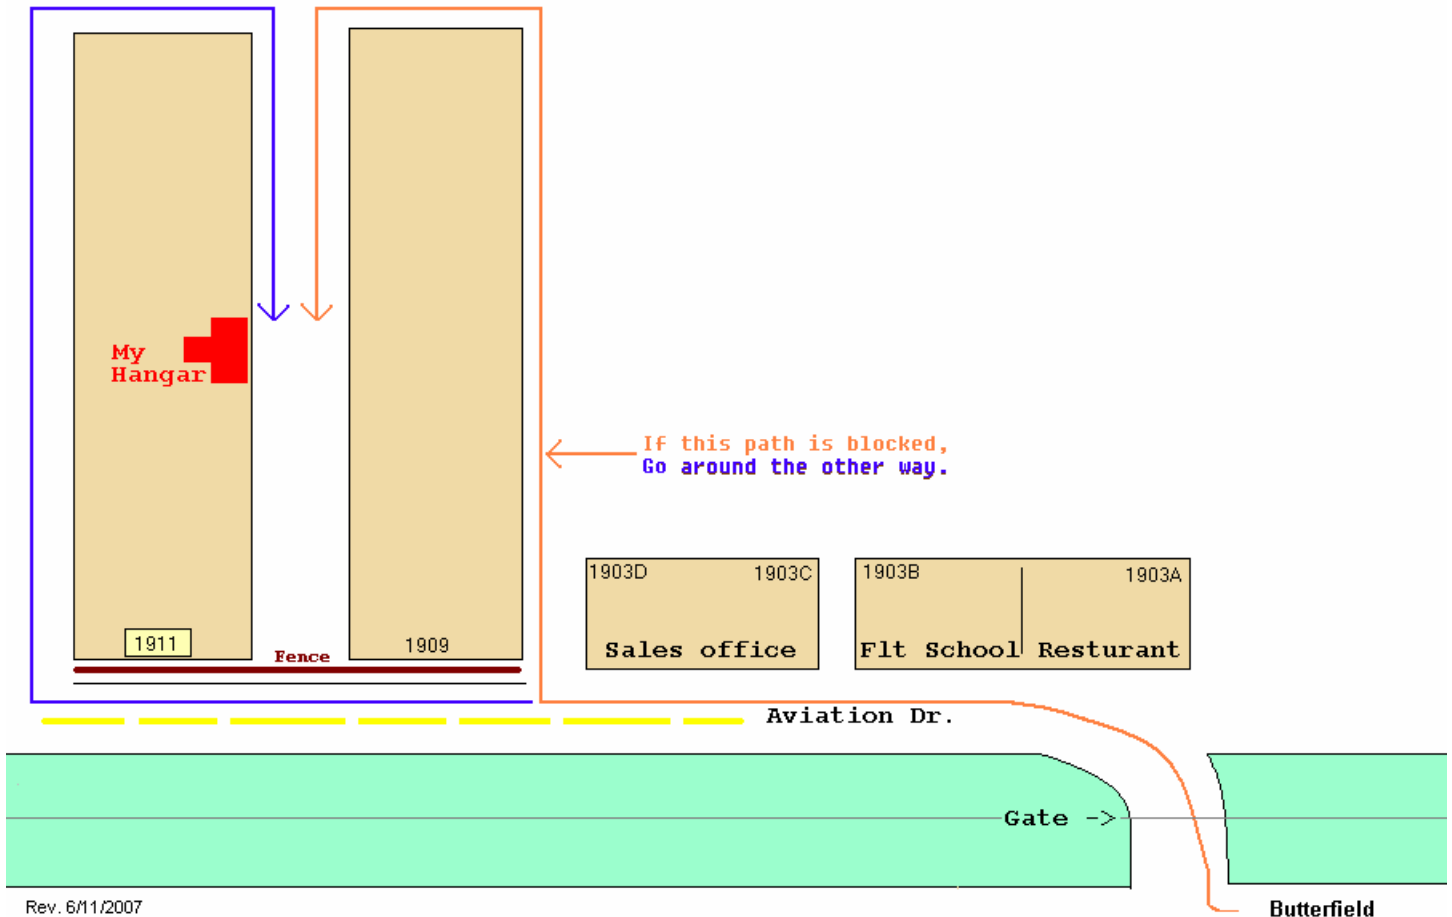 My
Hangar
If this path is blocked,
Go around the other way.
1903D
1903C
1903B
1903A
1911
Fence
1909
Sales office
Flt School
Resturant
Aviation Dr.
Gate ->
Rev. 6/11/2007
Butterfield